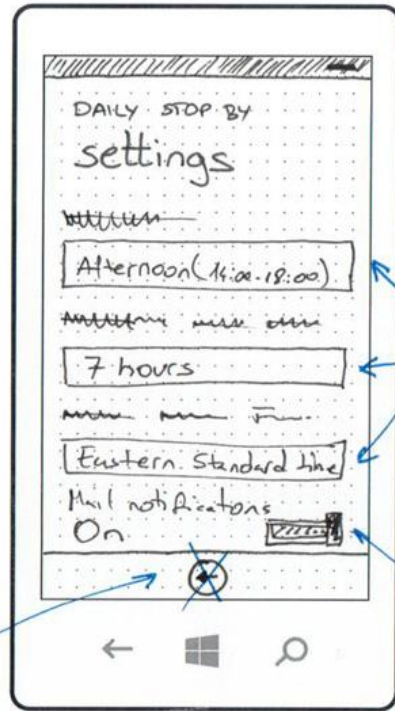 DAILY STOP BY
settings
Afternoon (14:00-18:00)
7 hours
Eastern Standard time
Mail notifications
On